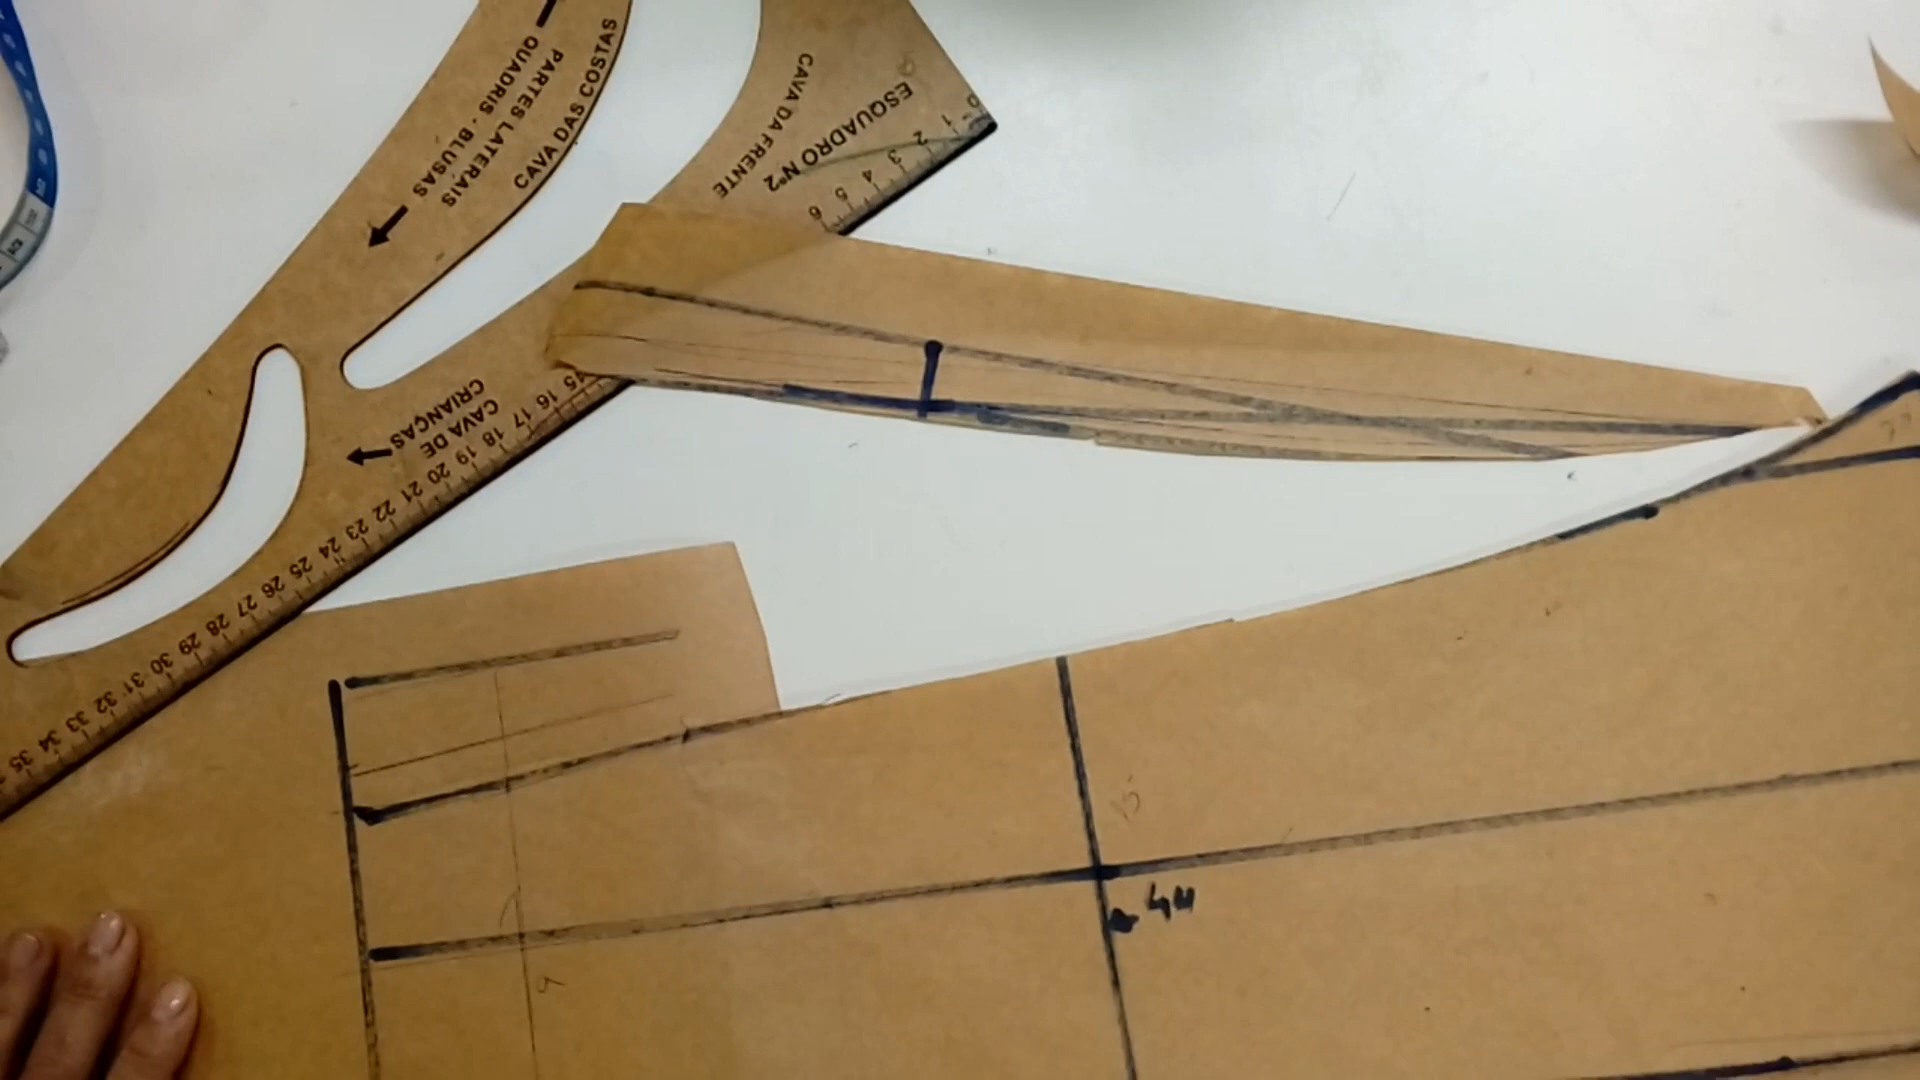 PARTES LATERAIS
QUADRIS - BLUSAS
CAVA DAS COSTAS
CAVA DA FRENTE
ESQUADRO Nº2
0 1 2 3 4 5 6
CAVA DE
CRIANÇAS
15 16 17 18 19 20 21 22 23 24 25 26 27 28 29 30 31 32 33 34 35